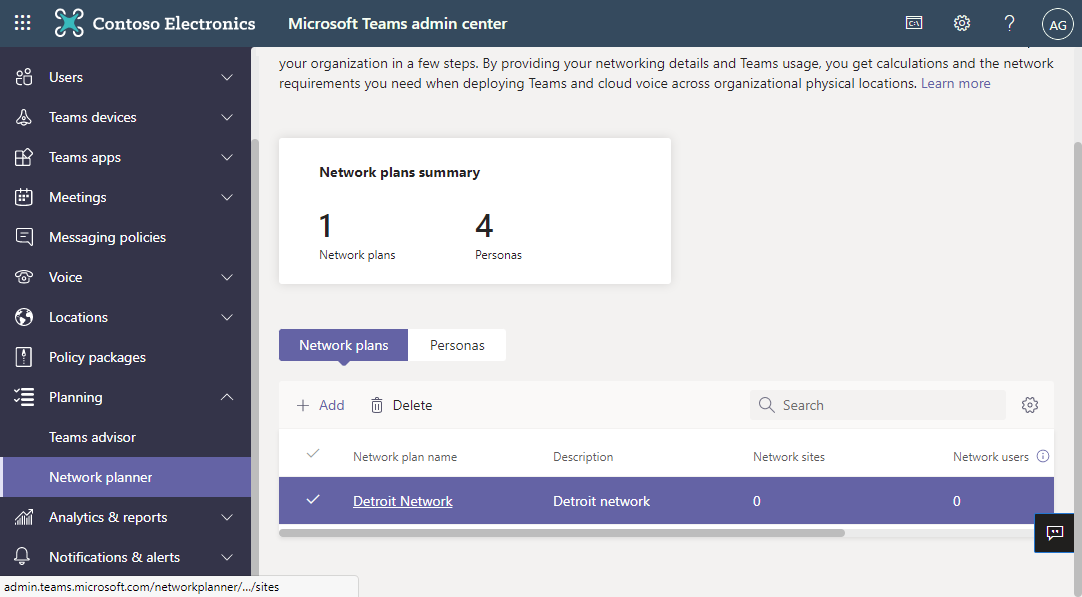 Contoso Electronics
Microsoft Teams admin center
AG
Users
Teams devices
Teams apps
Meetings
Messaging policies
Voice
Locations
Policy packages
Planning
Teams advisor
Network planner
Analytics & reports
Notifications & alerts
admin.teams.microsoft.com/networkplanner/.../sites
your organization in a few steps. By providing your networking details and Teams usage, you get calculations and the network
requirements you need when deploying Teams and cloud voice across organizational physical locations. Learn more
Network plans summary
1 4
Network plans Personas
Network plans Personas
Add Delete Search
Network plan name Description Network sites Network users
Detroit Network Detroit network 0 0